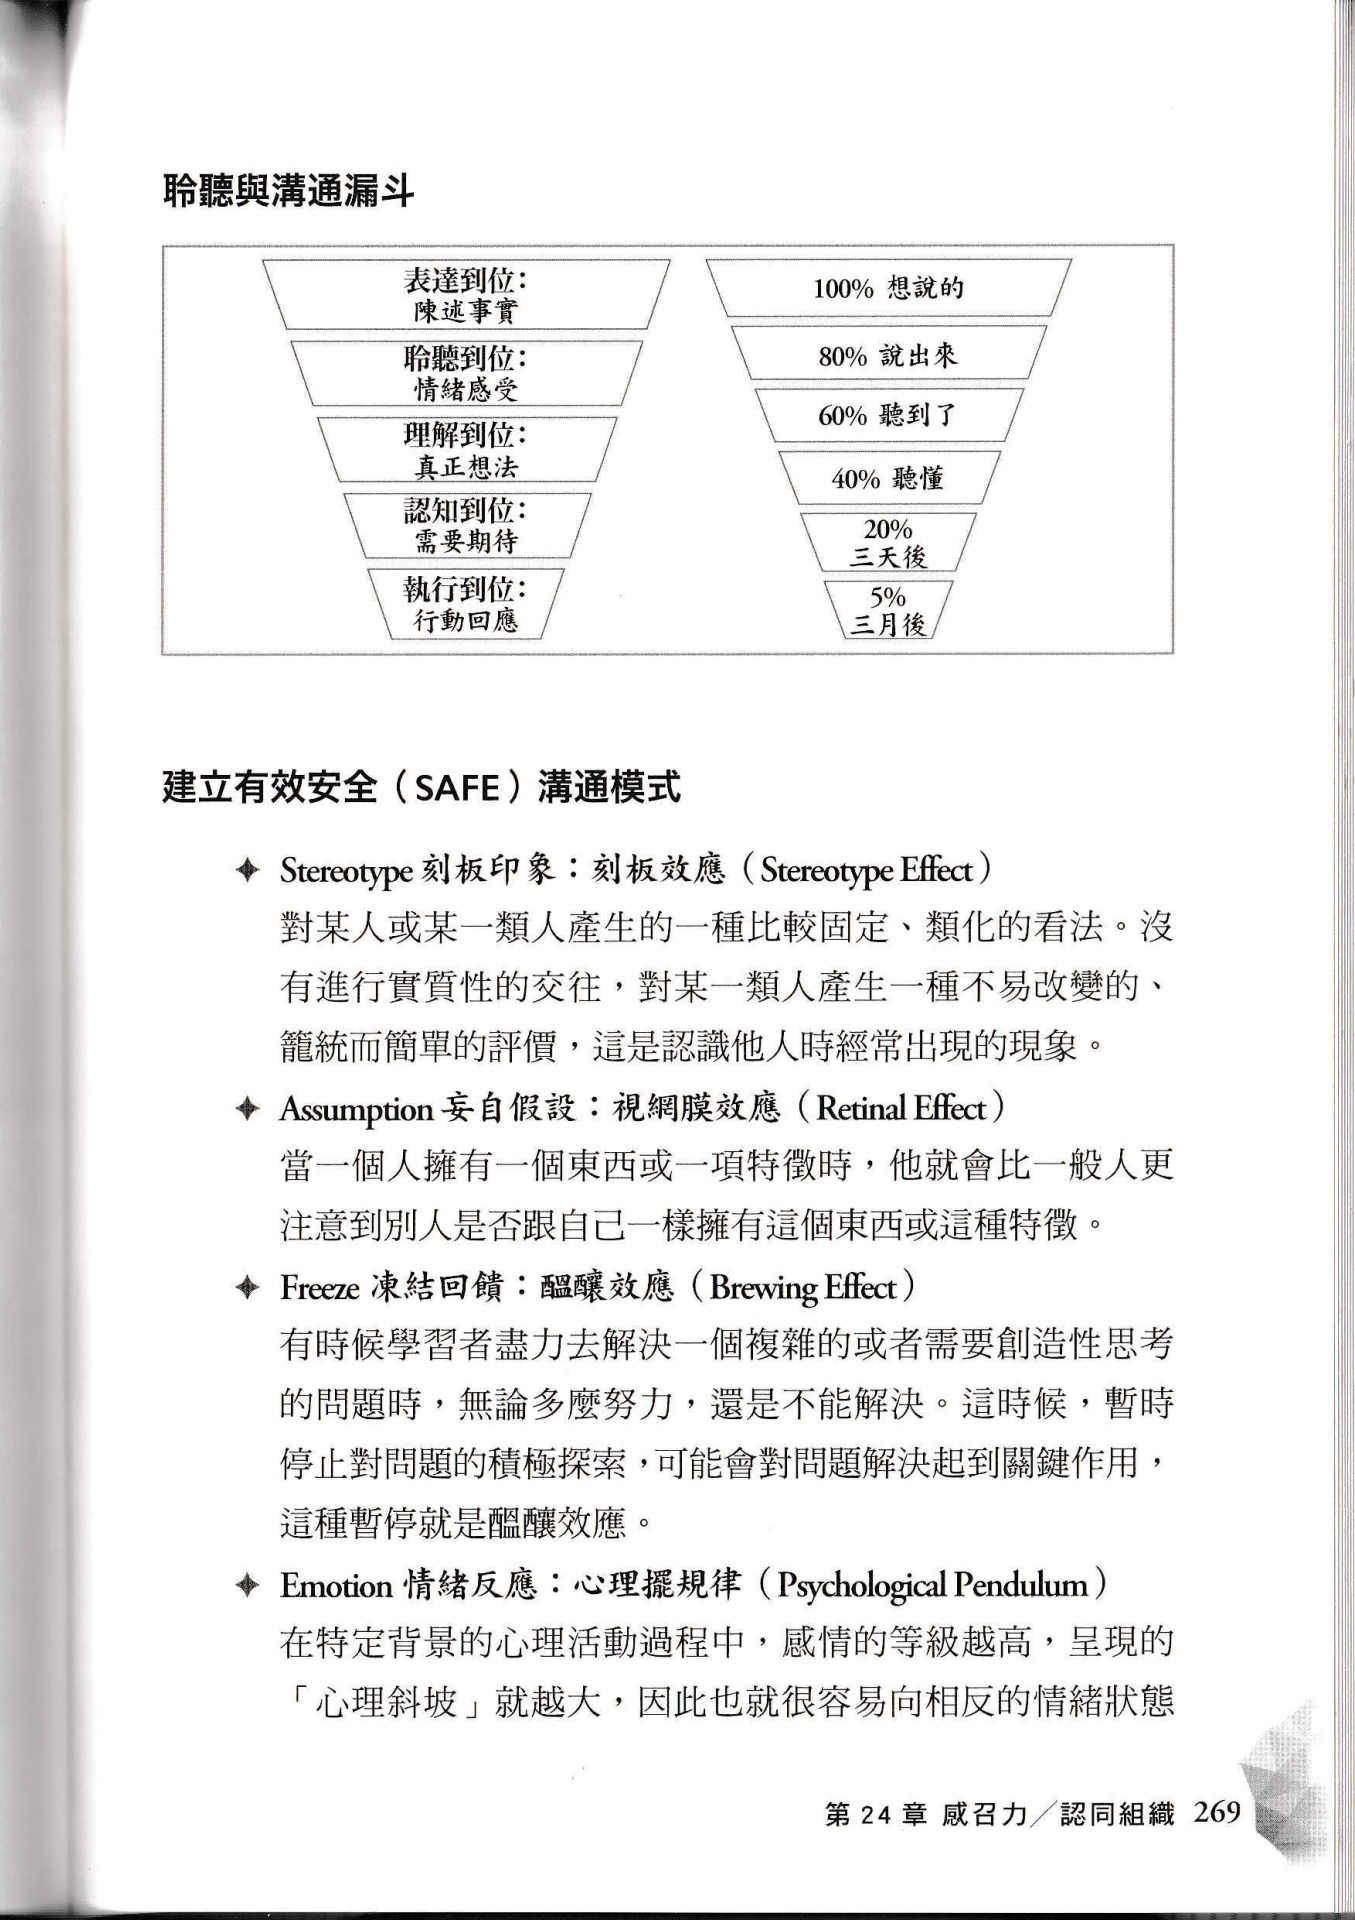 聆聽與溝通漏斗
表達到位：
陳述事實
聆聽到位：
情緒感受
理解到位：
真正想法
認知到位：
需要期待
執行到位：
行動回應
100% 想說的
80% 說出來
60% 聽到了
40% 聽懂
20%
三天後
5%
三月後
建立有效安全（SAFE）溝通模式
✦ Stereotype 刻板印象：刻板效應（Stereotype Effect）
對某人或某一類人產生的一種比較固定、類化的看法。沒
有進行實質性的交往，對某一類人產生一種不易改變的、
籠統而簡單的評價，這是認識他人時經常出現的現象。
✦ Assumption 妄自假設：視網膜效應（Retinal Effect）
當一個人擁有一個東西或一項特徵時，他就會比一般人更
注意到別人是否跟自己一樣擁有這個東西或這種特徵。
✦ Freeze 凍結回饋：醞釀效應（Brewing Effect）
有時候學習者盡力去解決一個複雜的或者需要創造性思考
的問題時，無論多麼努力，還是不能解決。這時候，暫時
停止對問題的積極探索，可能會對問題解決起到關鍵作用，
這種暫停就是醞釀效應。
✦ Emotion 情緒反應：心理擺規律（Psychological Pendulum）
在特定背景的心理活動過程中，感情的等級越高，呈現的
「心理斜坡」就越大，因此也就很容易向相反的情緒狀態
第 24 章 感召力／認同組織 269